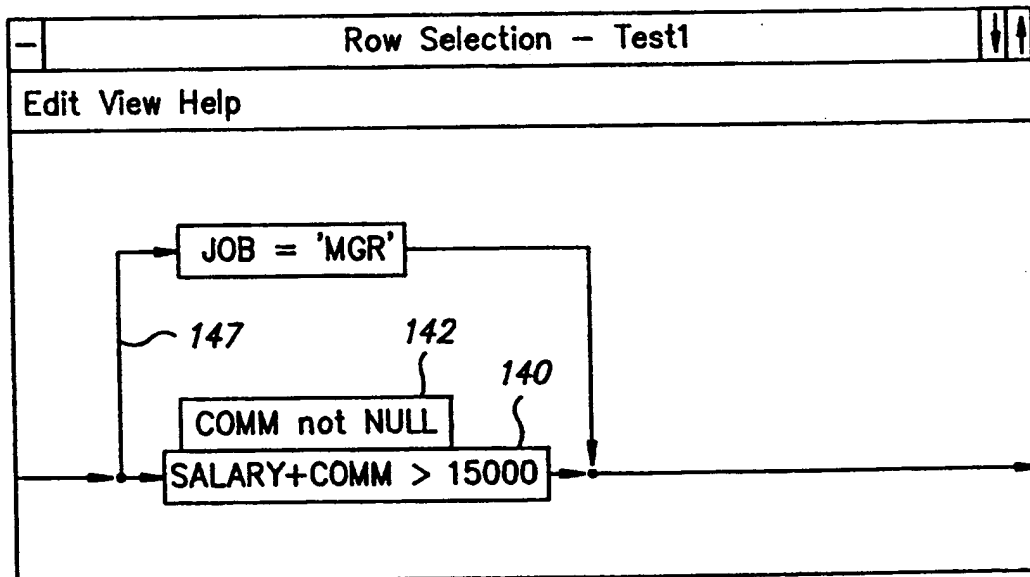 Row Selection – Test1
Edit View Help
JOB = 'MGR'
147
142
140
COMM not NULL
SALARY+COMM > 15000